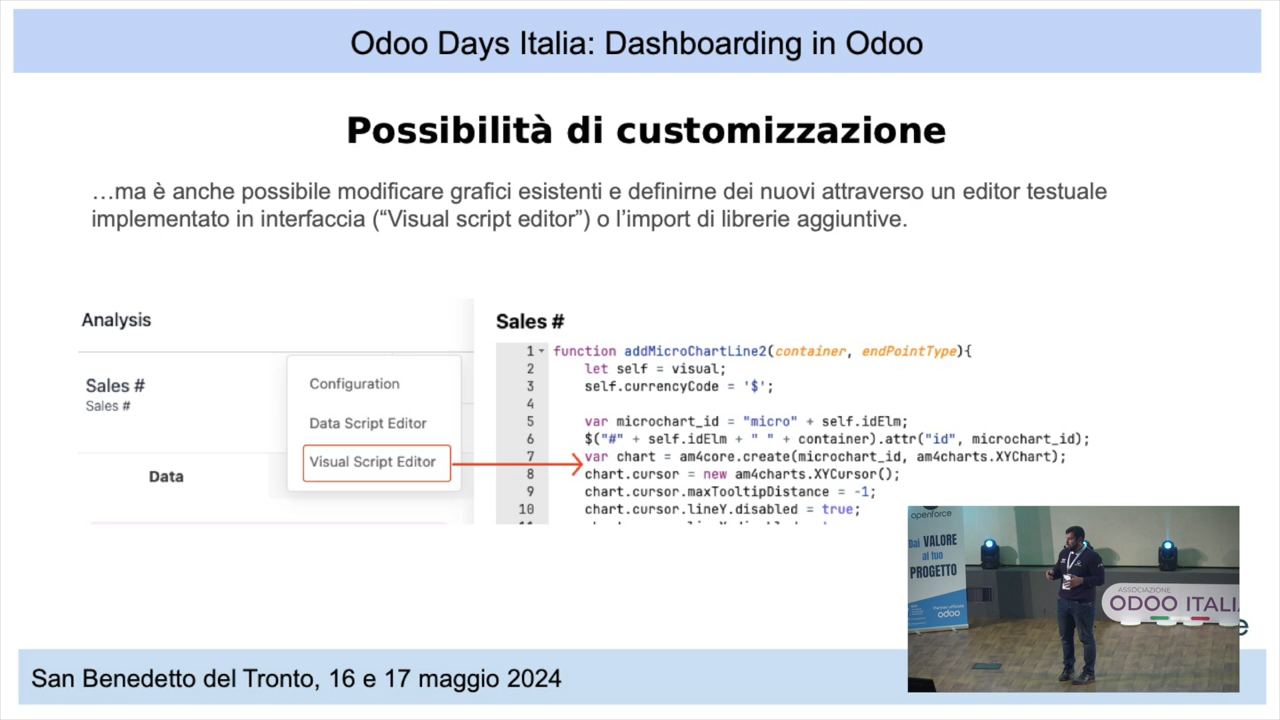 Odoo Days Italia: Dashboarding in Odoo
Possibilità di customizzazione
…ma è anche possibile modificare grafici esistenti e definirne dei nuovi attraverso un editor testuale
implementato in interfaccia (“Visual script editor”) o l’import di librerie aggiuntive.
Analysis
Sales #
Sales #
Configuration
Data Script Editor
Visual Script Editor
Data
Sales #
1 function addMicroChartLine2(container, endPointType){
2 let self = visual;
3 self.currencyCode = '$';
4
5 var microchart_id = "micro" + self.idElm;
6 $("#" + self.idElm + " " + container).attr("id", microchart_id);
7 var chart = am4core.create(microchart_id, am4charts.XYChart);
8 chart.cursor = new am4charts.XYCursor();
9 chart.cursor.maxTooltipDistance = -1;
10 chart.cursor.lineY.disabled = true;
openforce
Dai VALORE
al tuo
PROGETTO
odoo
ASSOCIAZIONE
ODOO ITALI
San Benedetto del Tronto, 16 e 17 maggio 2024